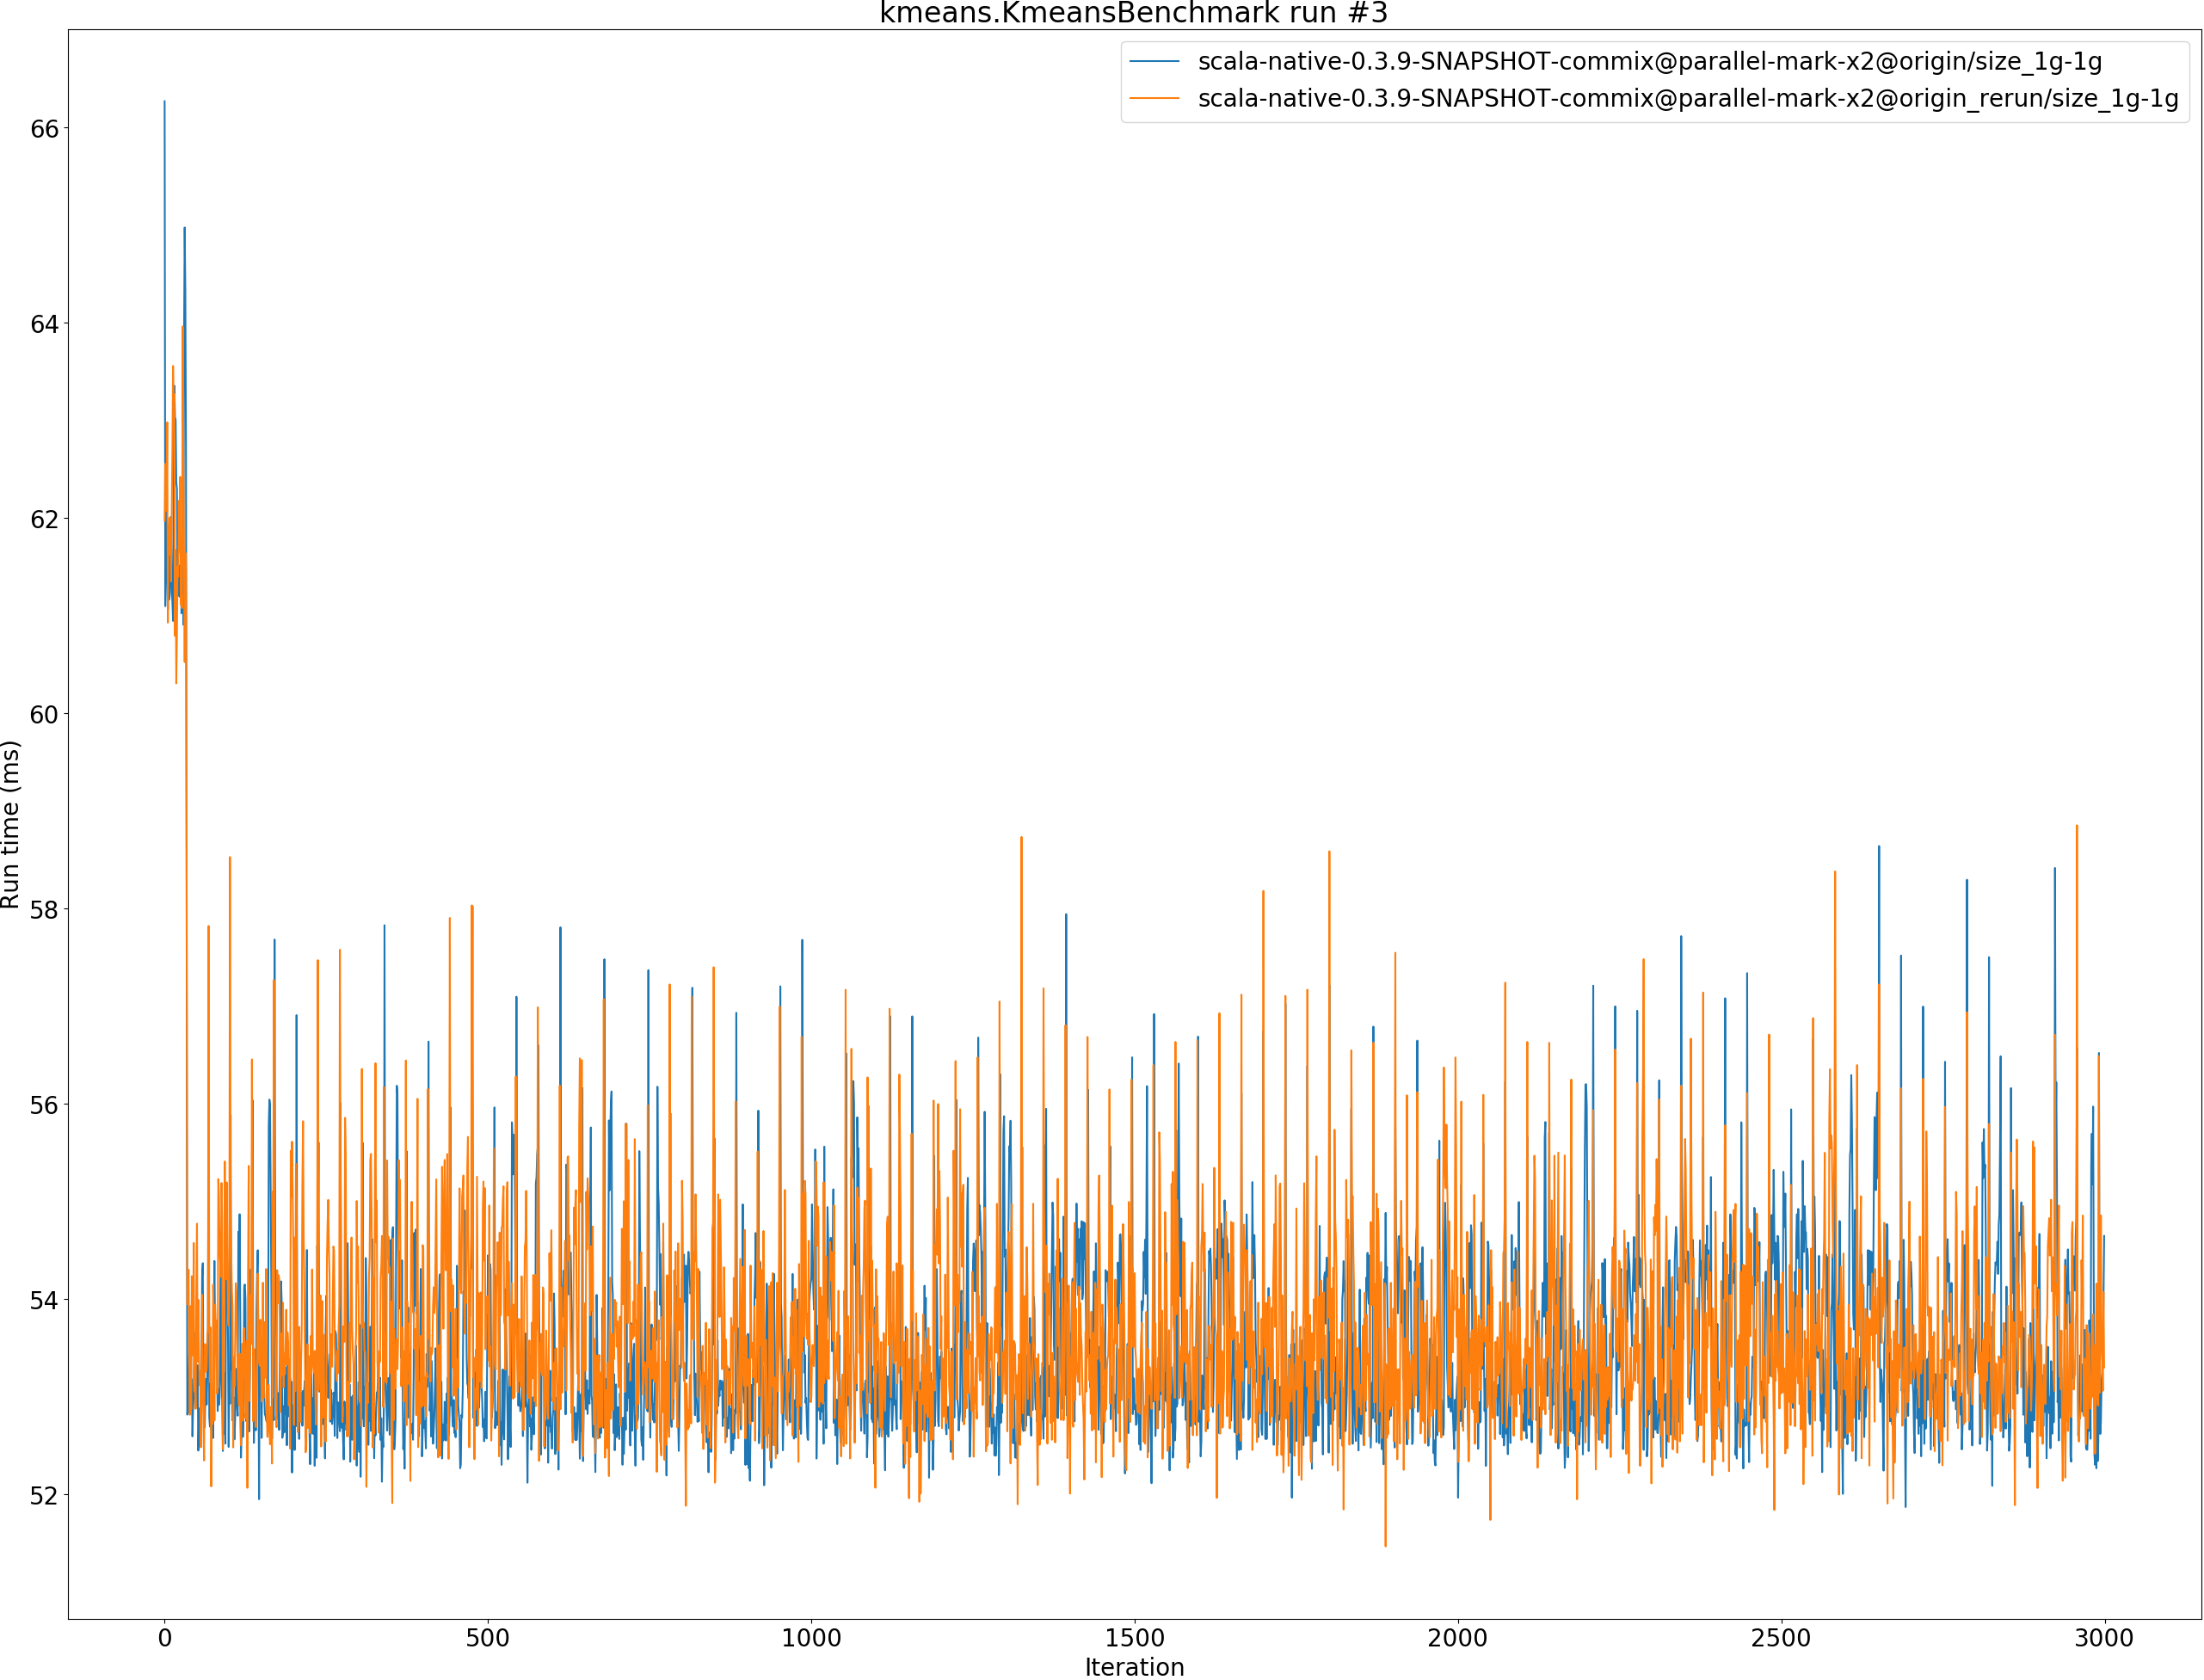 kmeans.KmeansBenchmark run #3
scala-native-0.3.9-SNAPSHOT-commix@parallel-mark-x2@origin/size_1g-1g
scala-native-0.3.9-SNAPSHOT-commix@parallel-mark-x2@origin_rerun/size_1g-1g
66
64
62
60
58
56
54
52
Run time (ms)
0 500 1000 1500 2000 2500 3000
Iteration